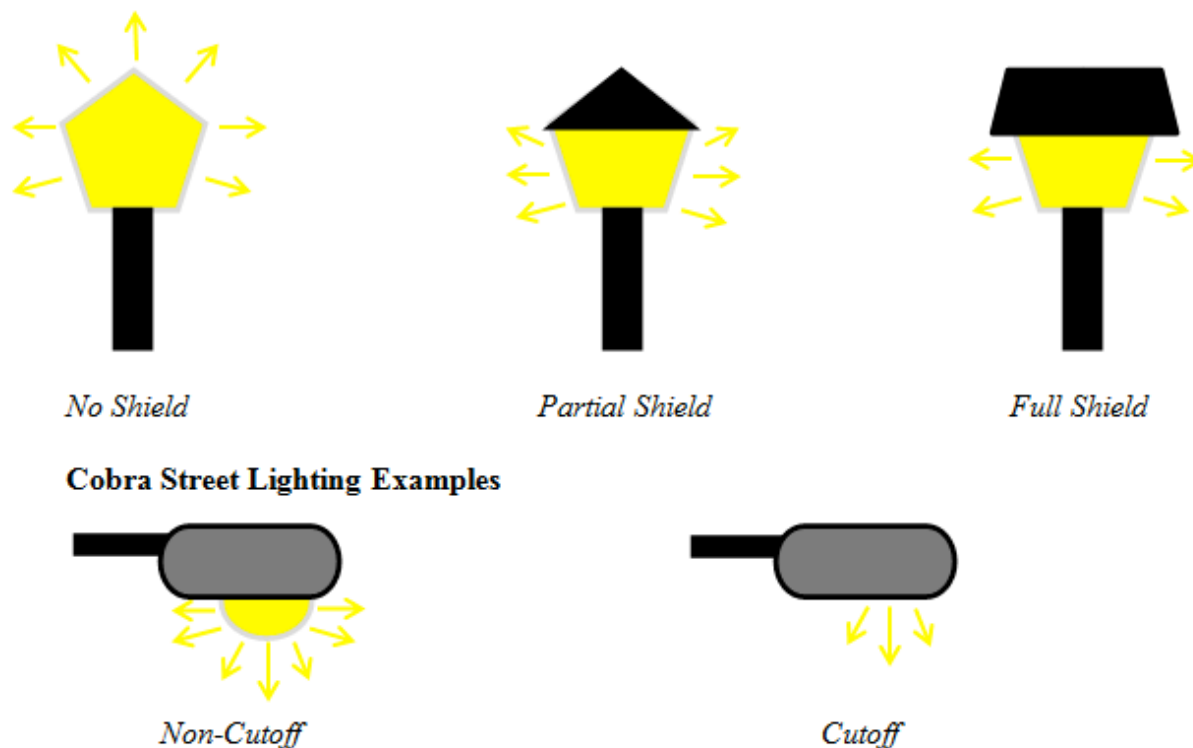 No Shield
Partial Shield
Full Shield
Cobra Street Lighting Examples
Non-Cutoff
Cutoff